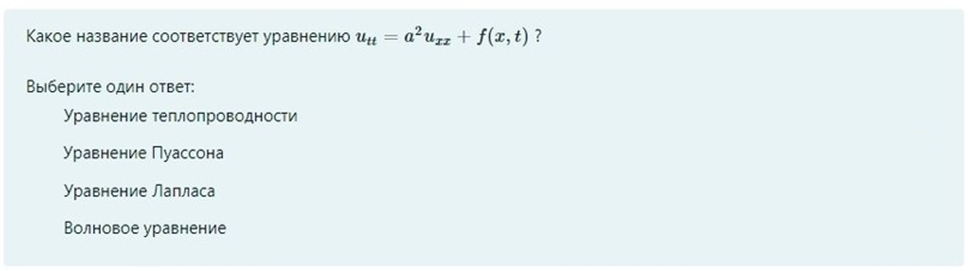 Какое название соответствует уравнению u_{tt} = a^2 u_{xx} + f(x, t) ?
Выберите один ответ:
Уравнение теплопроводности
Уравнение Пуассона
Уравнение Лапласа
Волновое уравнение